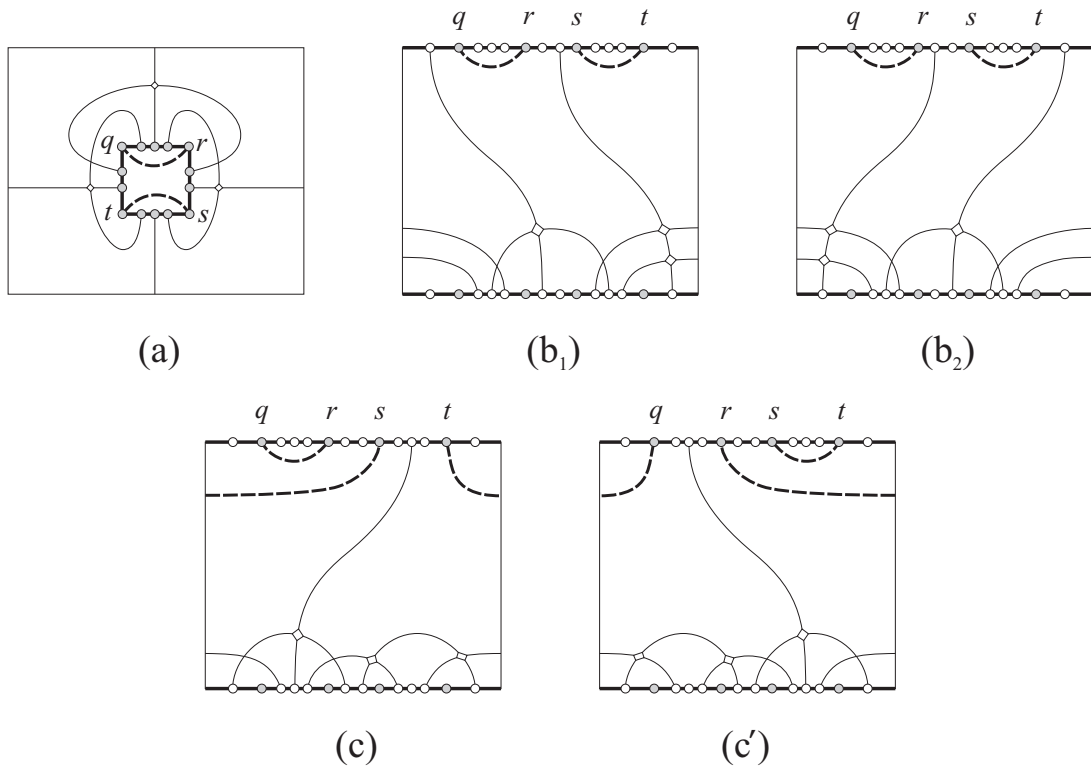 q r s t q r s t
q r
t s
(a) (b₁) (b₂)
q r s t q r s t
(c) (c′)